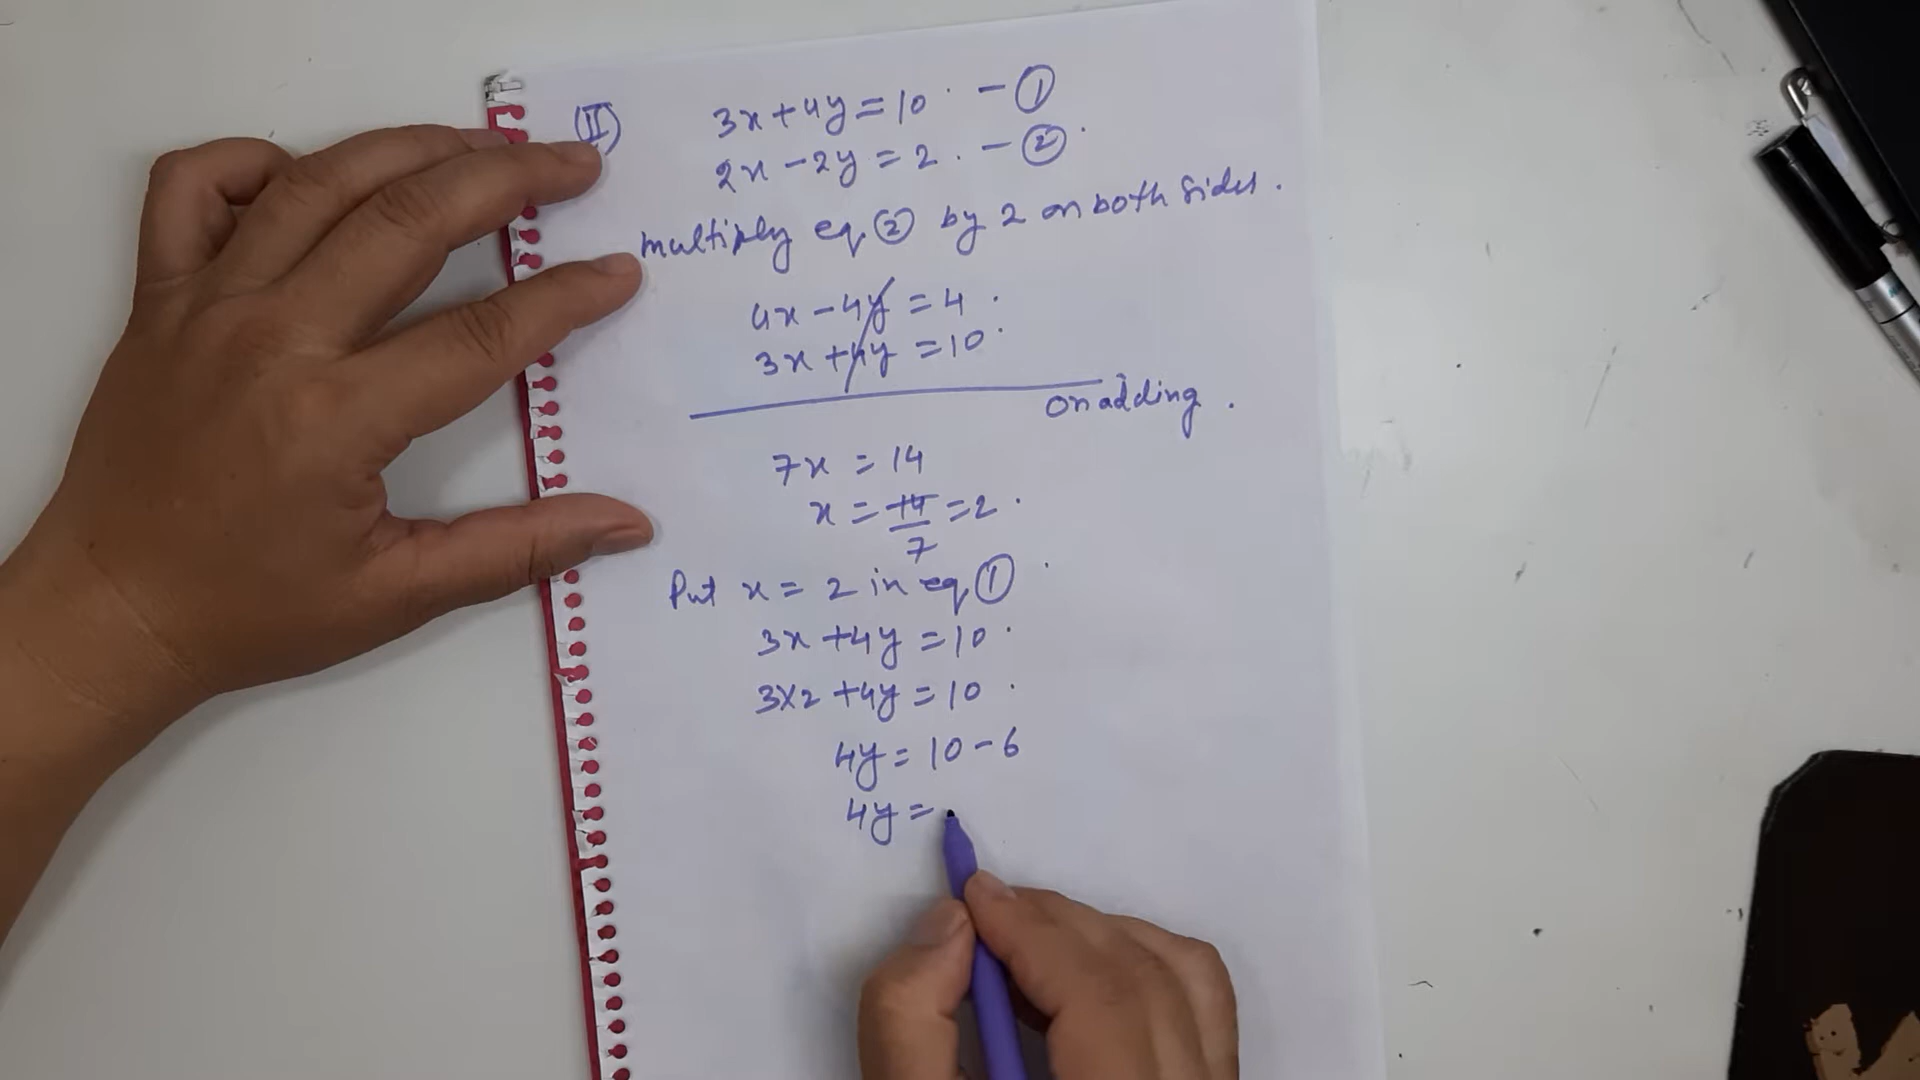 (II) 3x+4y=10 - ①
2x-2y=2. - ②
Multiply eq ② by 2 on both sides.
4x-4y=4
3x+4y=10
on adding.
7x=14
x=14/7=2
Put x=2 in eq ①
3x+4y=10
3x2+4y=10
4y=10-6
4y=